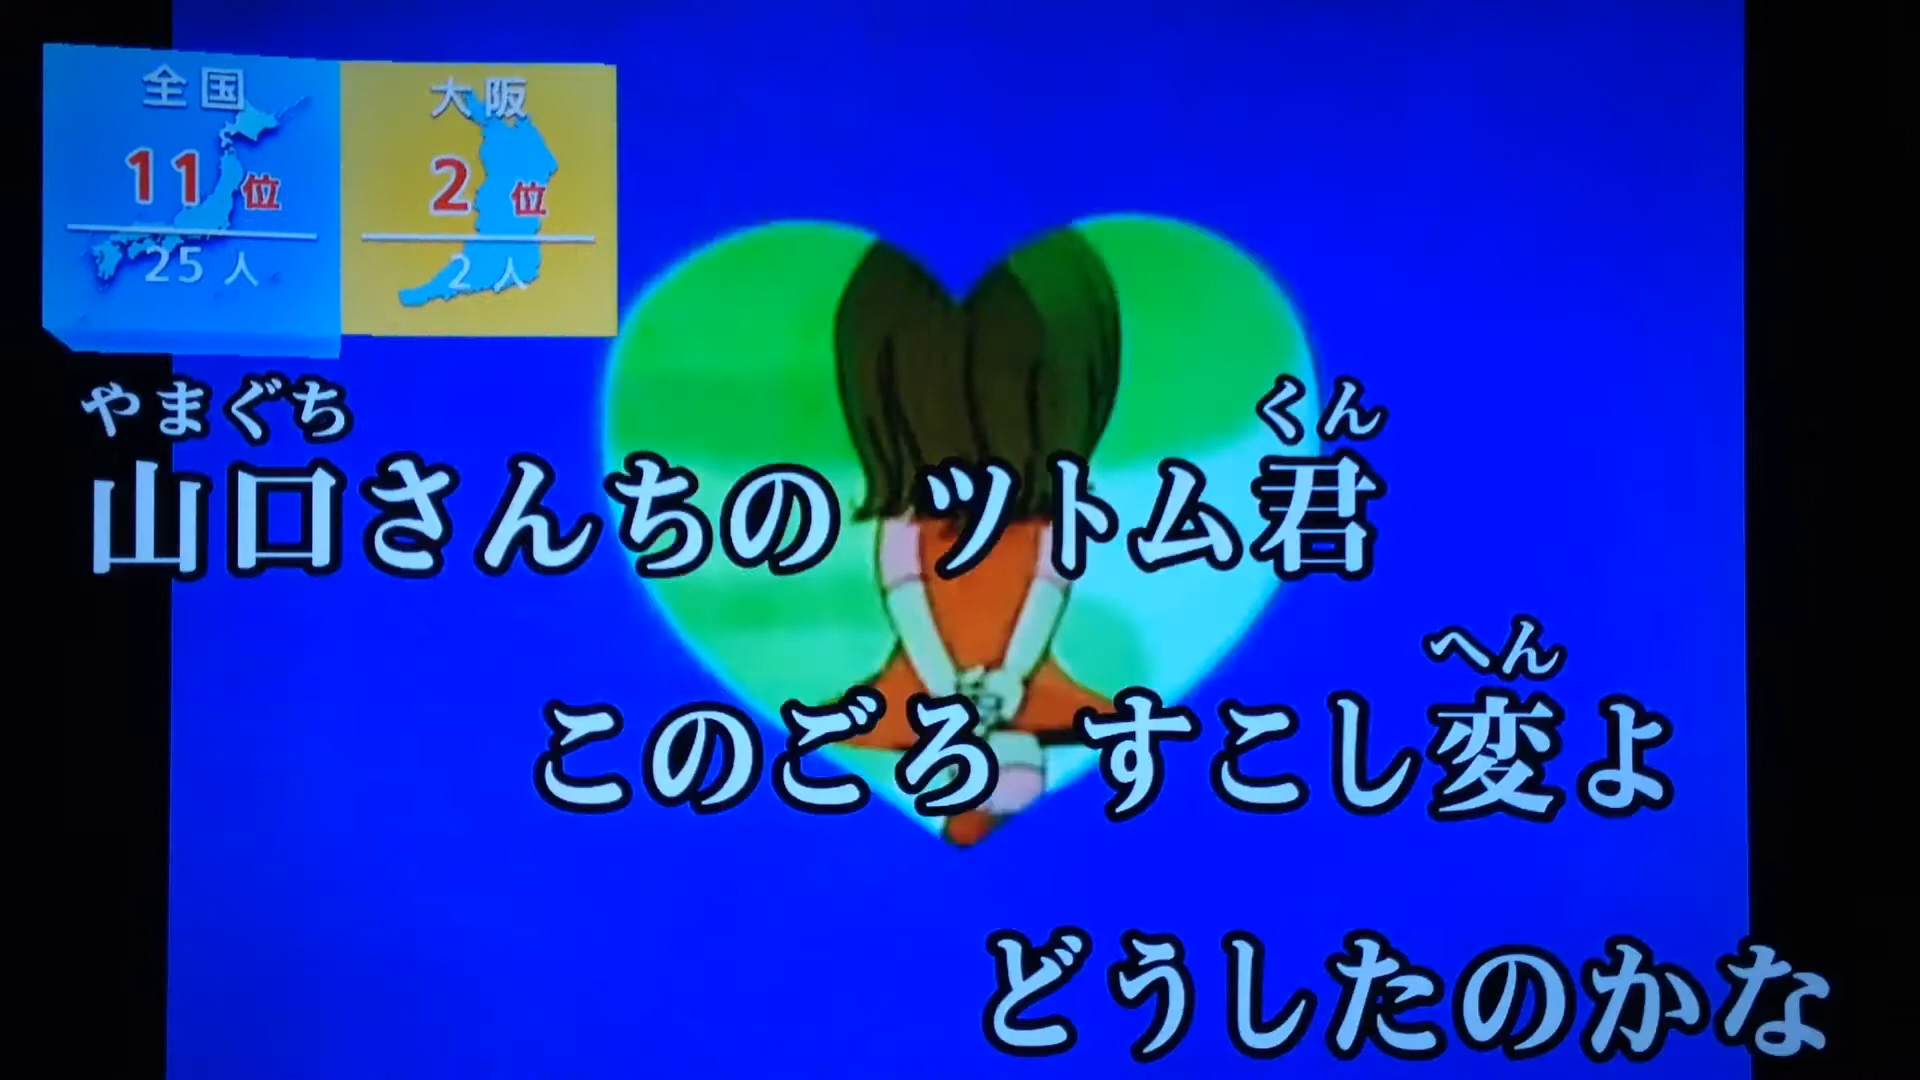 全国
11位
25人
大阪
2位
2人
やまぐち くん
山口さんちの ツトム君
へん
このごろ すこし変よ
どうしたのかな